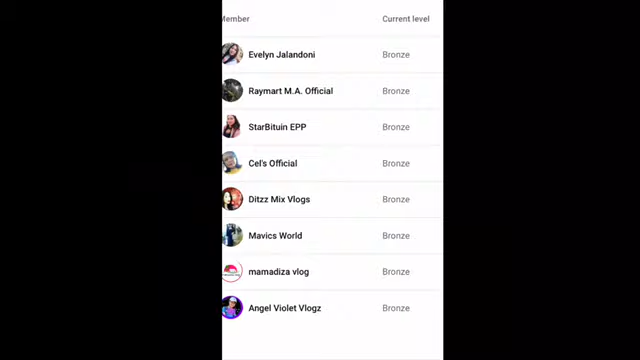 Member Current level
Evelyn Jalandoni Bronze
Raymart M.A. Official Bronze
StarBituin EPP Bronze
Cel's Official Bronze
Ditzz Mix Vlogs Bronze
Mavics World Bronze
mamadiza vlog Bronze
Angel Violet Vlogz Bronze